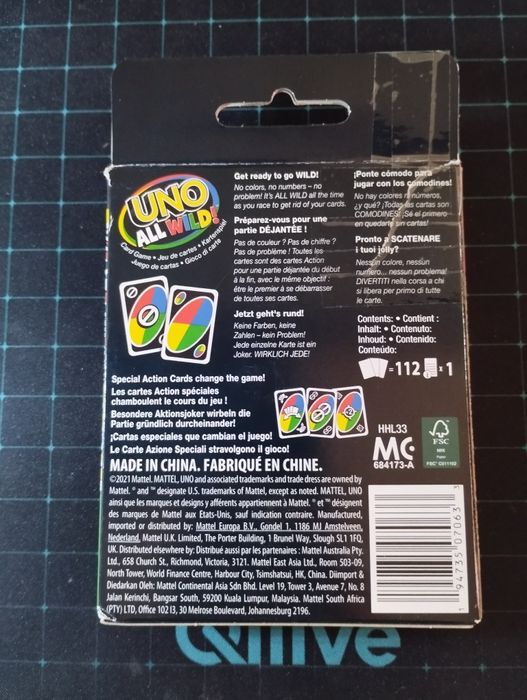 UNO
ALL WILD!
Card Game • Jeu de cartes • Kartenspiel
Juego de cartas • Gioco di carte
Get ready to go WILD!
No colors, no numbers – no
problem! It's ALL WILD all the time
as you race to get rid of your cards.
Préparez-vous pour une
partie DÉJANTÉE !
Pas de couleur ? Pas de chiffre ?
Pas de problème ! Toutes les
cartes sont des cartes Action
pour une partie déjantée du début
à la fin, avec le même objectif :
être le premier à se débarrasser
de toutes ses cartes.
Jetzt geht's rund!
Keine Farben, keine
Zahlen – kein Problem!
Jede einzelne Karte ist ein
Joker. WIRKLICH JEDE!
¡Ponte cómodo para
jugar con los comodines!
No hay colores ni números,
¿y qué? ¡Todas las cartas son
COMODINES! ¡Sé el primero
en quedarte sin cartas!
Pronto a SCATENARE
i tuoi jolly?
Nessun colore, nessun
numero... nessun problema!
DIVERTITI nella corsa a chi
si libera per primo di tutte
le carte.
Contents: • Contient :
Inhalt: • Contenuto:
Inhoud: • Contenido:
Conteúdo:
=112 x 1
Special Action Cards change the game!
Les cartes Action spéciales
chamboulent le cours du jeu !
Besondere Aktionsjoker wirbeln die
Partie gründlich durcheinander!
¡Cartas especiales que cambian el juego!
Le Carte Azione Speciali stravolgono il gioco!
HHL33
MC
684173-A
FSC
MIX
Paper
FSC® C011102
MADE IN CHINA. FABRIQUÉ EN CHINE.
©2021 Mattel. MATTEL, UNO and associated trademarks and trade dress are owned by
Mattel. ® and ™ designate U.S. trademarks of Mattel, except as noted. MATTEL, UNO
ainsi que les marques et designs y afférents appartiennent à Mattel. ® et ™ désignent
des marques de Mattel aux États-Unis, sauf indication contraire. Manufactured,
imported or distributed by: Mattel Europa B.V., Gondel 1, 1186 MJ Amstelveen,
Nederland. Mattel U.K. Limited, The Porter Building, 1 Brunel Way, Slough SL1 1FQ,
UK. Distributed elsewhere by: Distribué aussi par les partenaires : Mattel Australia Pty.
Ltd., 658 Church St., Richmond, Victoria, 3121. Mattel East Asia Ltd., Room 503-09,
North Tower, World Finance Centre, Harbour City, Tsimshatsui, HK, China. Diimport &
Diedarkan Oleh: Mattel Continental Asia Sdn Bhd. Level 19, Tower 3, Avenue 7, No. 8
Jalan Kerinchi, Bangsar South, 59200 Kuala Lumpur, Malaysia. Mattel South Africa
(PTY) LTD, Office 102 I3, 30 Melrose Boulevard, Johannesburg 2196.
1 94735 07063 3
Qilive